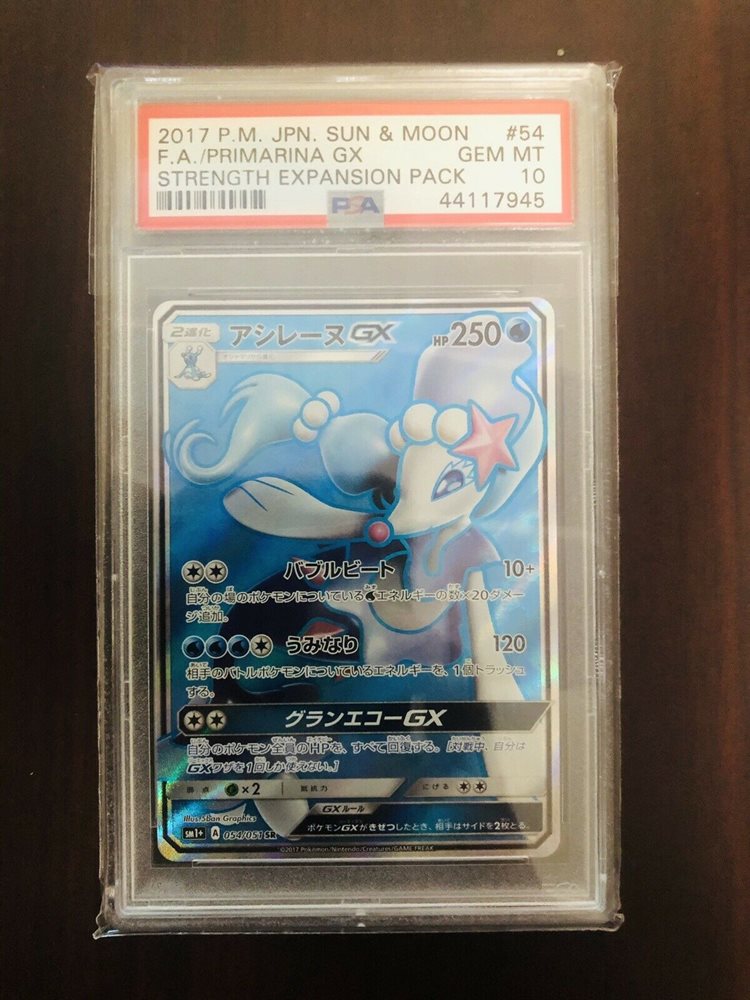 2017 P.M. JPN. SUN & MOON #54
F.A./PRIMARINA GX GEM MT
STRENGTH EXPANSION PACK 10
PSA 44117945
2進化 アシレーヌGX HP250
バブルビート 10+
自分の場のポケモンについているエネルギーの数×20ダメー
ジ追加。
うみなり 120
相手のバトルポケモンについているエネルギーを、1個トラッシュ
する。
グランエコーGX
自分のポケモン全員のHPを、すべて回復する。[対戦中、自分は
GXワザを1回しか使えない。]
弱点 ×2 抵抗力 にげる
Illus.5ban Graphics
GXルール
SM1+ A 054/051 SR ポケモンGXがきぜつしたとき、相手はサイドを2枚とる。
©2017 Pokémon/Nintendo/Creatures/GAME FREAK